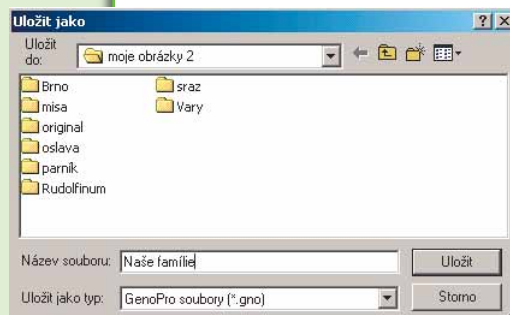 Uložit jako
Uložit
do:
moje obrázky 2
Brno
sraz
misa
Vary
original
oslava
parník
Rudolfinum
Název souboru:
Naše famílie
Uložit
Uložit jako typ:
GenoPro soubory (*.gno)
Storno